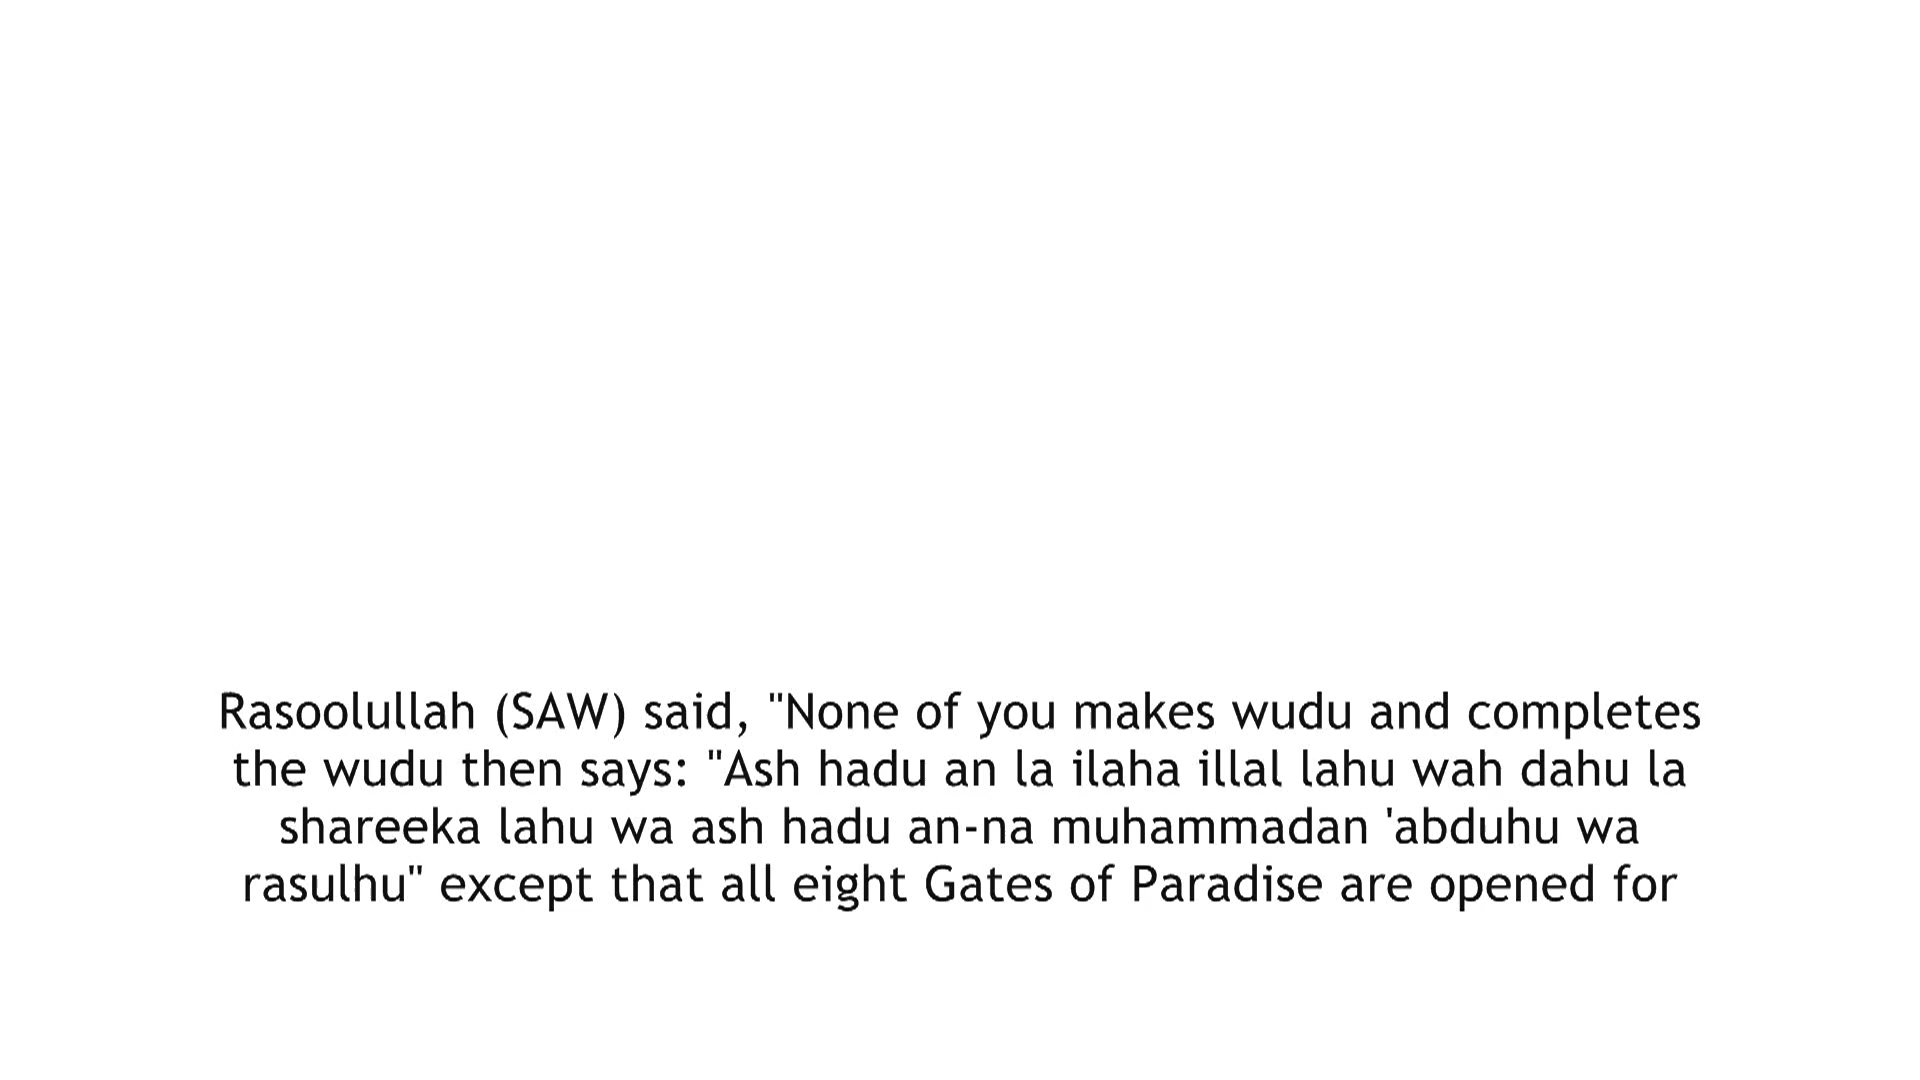 Rasoolullah (SAW) said, "None of you makes wudu and completes
the wudu then says: "Ash hadu an la ilaha illal lahu wah dahu la
shareeka lahu wa ash hadu an-na muhammadan 'abduhu wa
rasulhu" except that all eight Gates of Paradise are opened for